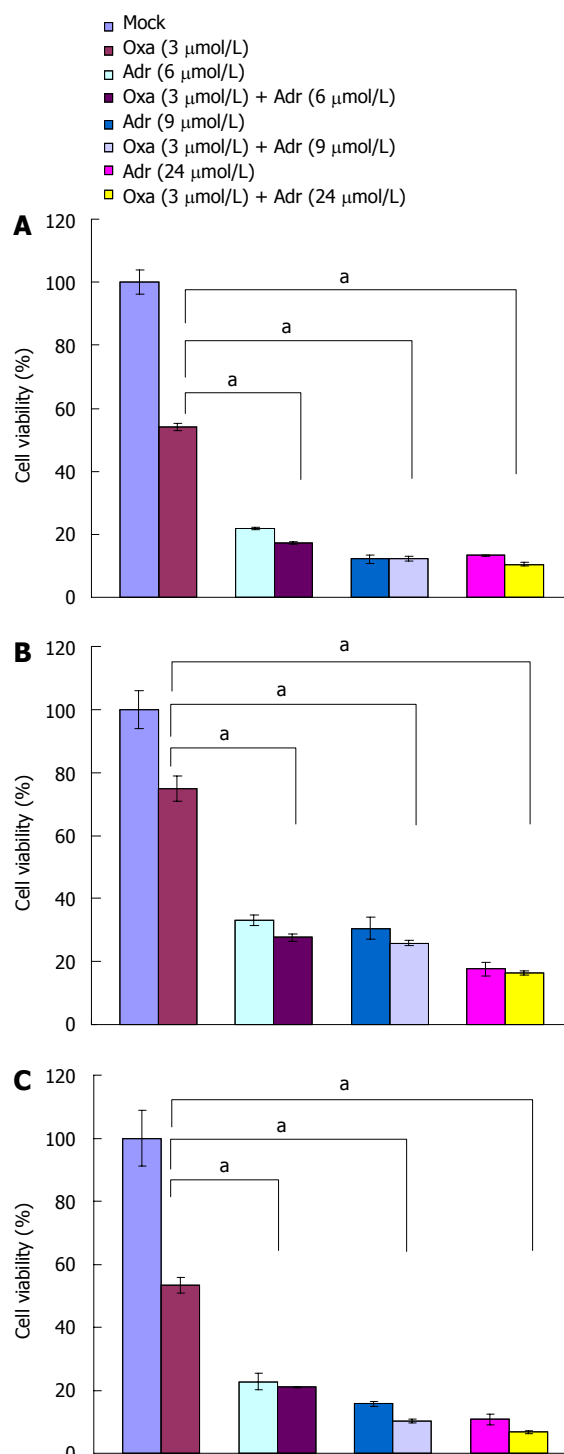 Mock
Oxa (3 μmol/L)
Adr (6 μmol/L)
Oxa (3 μmol/L) + Adr (6 μmol/L)
Adr (9 μmol/L)
Oxa (3 μmol/L) + Adr (9 μmol/L)
Adr (24 μmol/L)
Oxa (3 μmol/L) + Adr (24 μmol/L)
A
120
100
80
60
40
20
0
Cell viability (%)
a
a
a
B
120
100
80
60
40
20
0
Cell viability (%)
a
a
a
C
120
100
80
60
40
20
0
Cell viability (%)
a
a
a